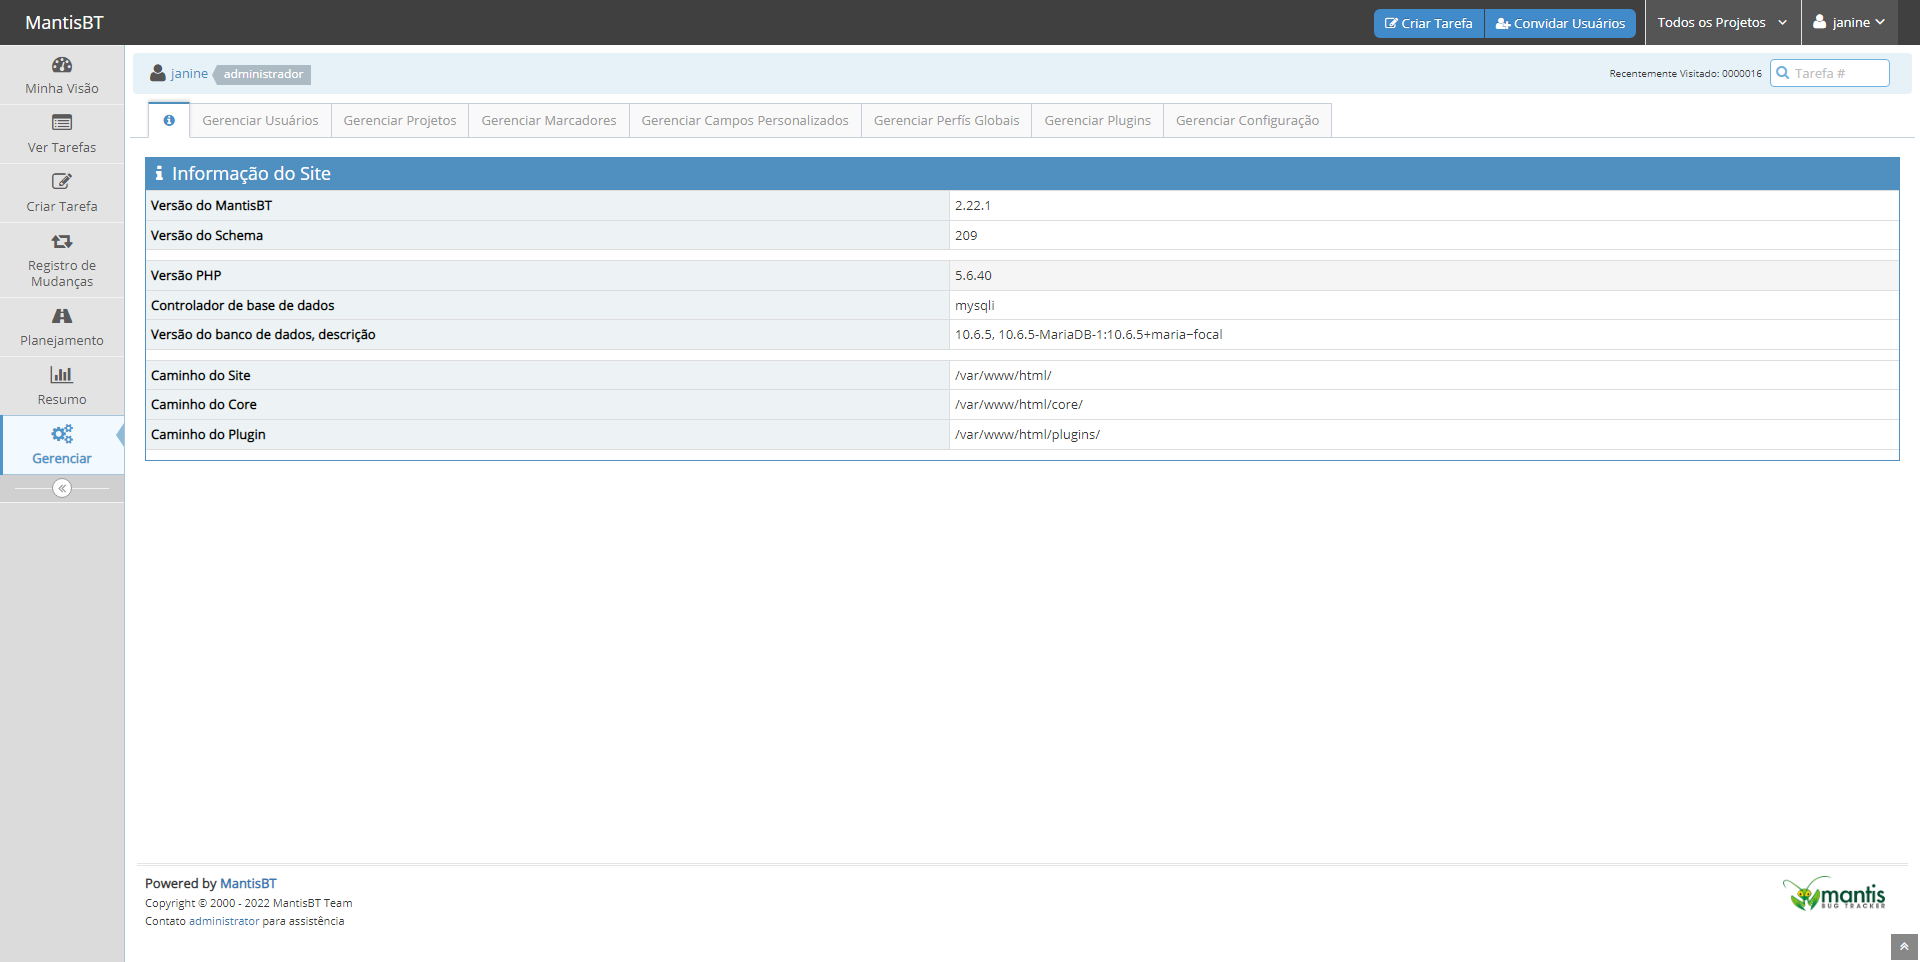 MantisBT
Criar Tarefa
Convidar Usuários
Todos os Projetos
janine
Minha Visão
Ver Tarefas
Criar Tarefa
Registro de
Mudanças
Planejamento
Resumo
Gerenciar
janine administrador
Recentemente Visitado: 0000016
Tarefa #
Gerenciar Usuários
Gerenciar Projetos
Gerenciar Marcadores
Gerenciar Campos Personalizados
Gerenciar Perfís Globais
Gerenciar Plugins
Gerenciar Configuração
Informação do Site
Versão do MantisBT 2.22.1
Versão do Schema 209
Versão PHP 5.6.40
Controlador de base de dados mysqli
Versão do banco de dados, descrição 10.6.5, 10.6.5-MariaDB-1:10.6.5+maria~focal
Caminho do Site /var/www/html/
Caminho do Core /var/www/html/core/
Caminho do Plugin /var/www/html/plugins/
Powered by MantisBT
Copyright © 2000 - 2022 MantisBT Team
Contato administrator para assistência
mantis
BUG TRACKER